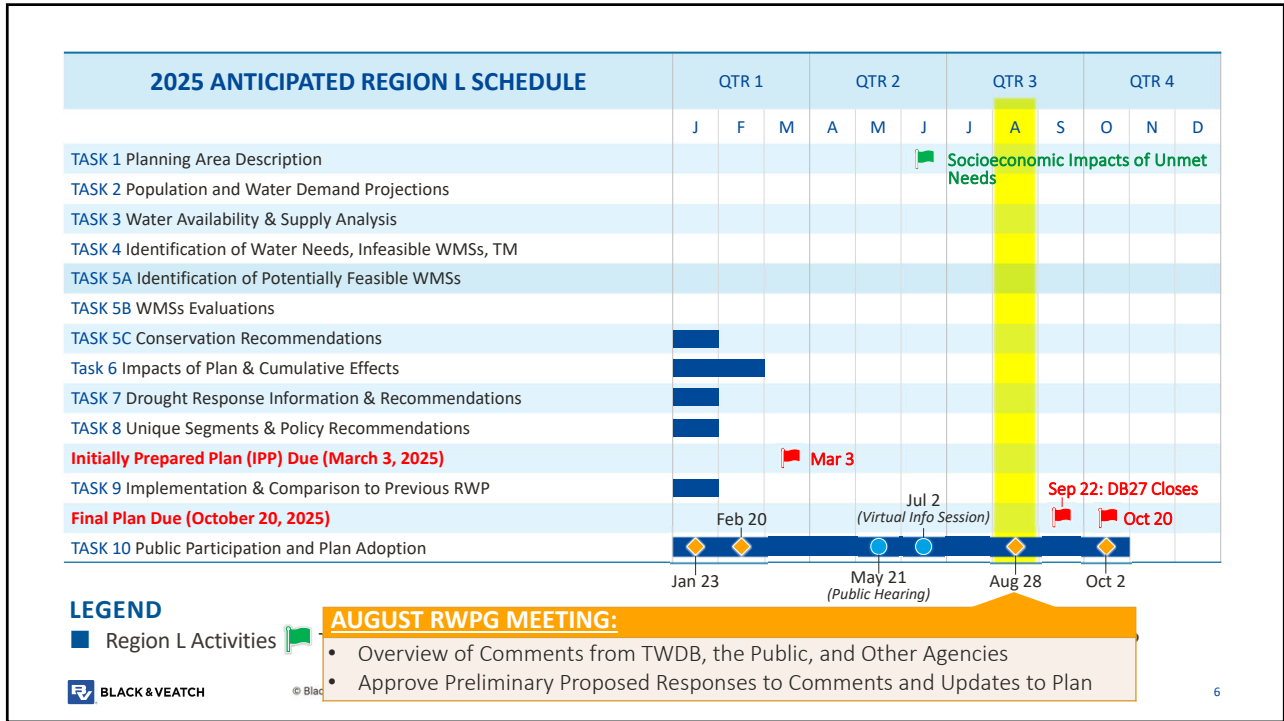 2025 ANTICIPATED REGION L SCHEDULE
QTR 1 QTR 2 QTR 3 QTR 4
J F M A M J J A S O N D
TASK 1 Planning Area Description
Socioeconomic Impacts of Unmet
Needs
TASK 2 Population and Water Demand Projections
TASK 3 Water Availability & Supply Analysis
TASK 4 Identification of Water Needs, Infeasible WMSs, TM
TASK 5A Identification of Potentially Feasible WMSs
TASK 5B WMSs Evaluations
TASK 5C Conservation Recommendations
Task 6 Impacts of Plan & Cumulative Effects
TASK 7 Drought Response Information & Recommendations
TASK 8 Unique Segments & Policy Recommendations
Initially Prepared Plan (IPP) Due (March 3, 2025)
Mar 3
TASK 9 Implementation & Comparison to Previous RWP
Sep 22: DB27 Closes
Jul 2
(Virtual Info Session)
Final Plan Due (October 20, 2025)
Feb 20
Oct 20
TASK 10 Public Participation and Plan Adoption
Jan 23
May 21
(Public Hearing)
Aug 28
Oct 2
LEGEND
Region L Activities
AUGUST RWPG MEETING:
• Overview of Comments from TWDB, the Public, and Other Agencies
• Approve Preliminary Proposed Responses to Comments and Updates to Plan
BV BLACK & VEATCH
© Blac
6